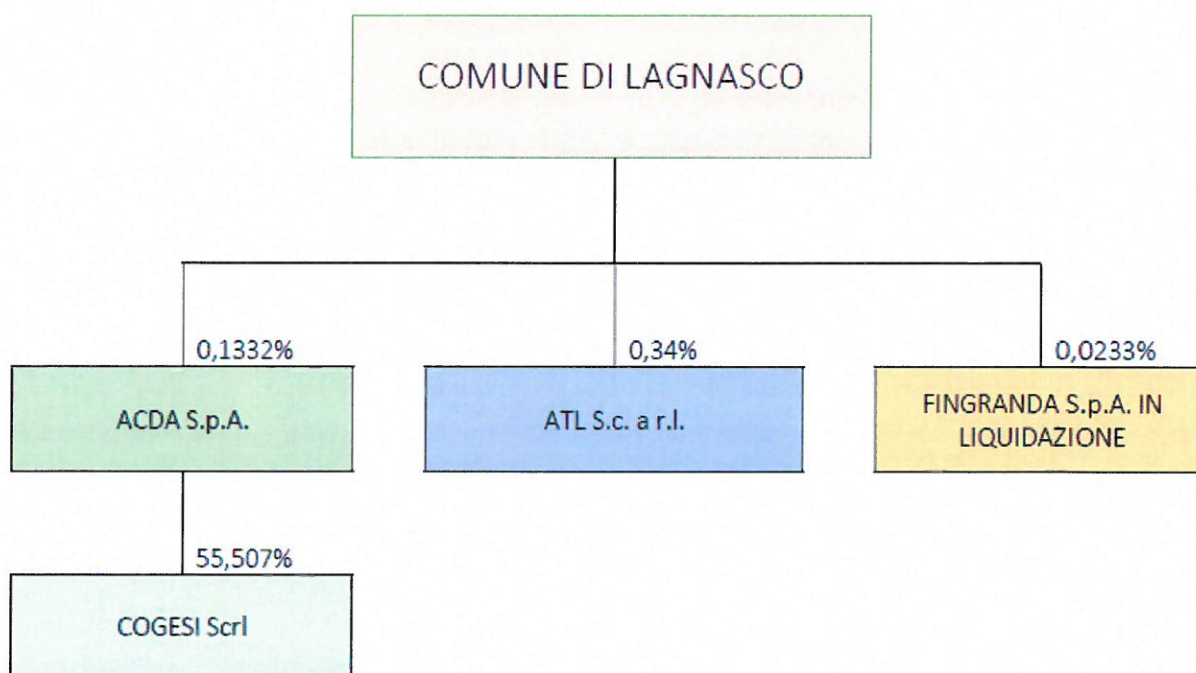 COMUNE DI LAGNASCO
0,1332%
0,34%
0,0233%
ACDA S.p.A.
ATL S.c. a r.l.
FINGRANDA S.p.A. IN
LIQUIDAZIONE
55,507%
COGESI Scrl